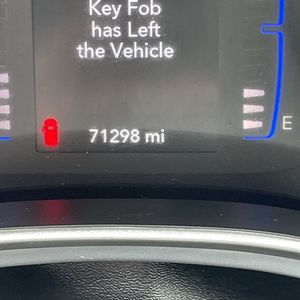 Key Fob
has Left
the Vehicle
71298 mi
E